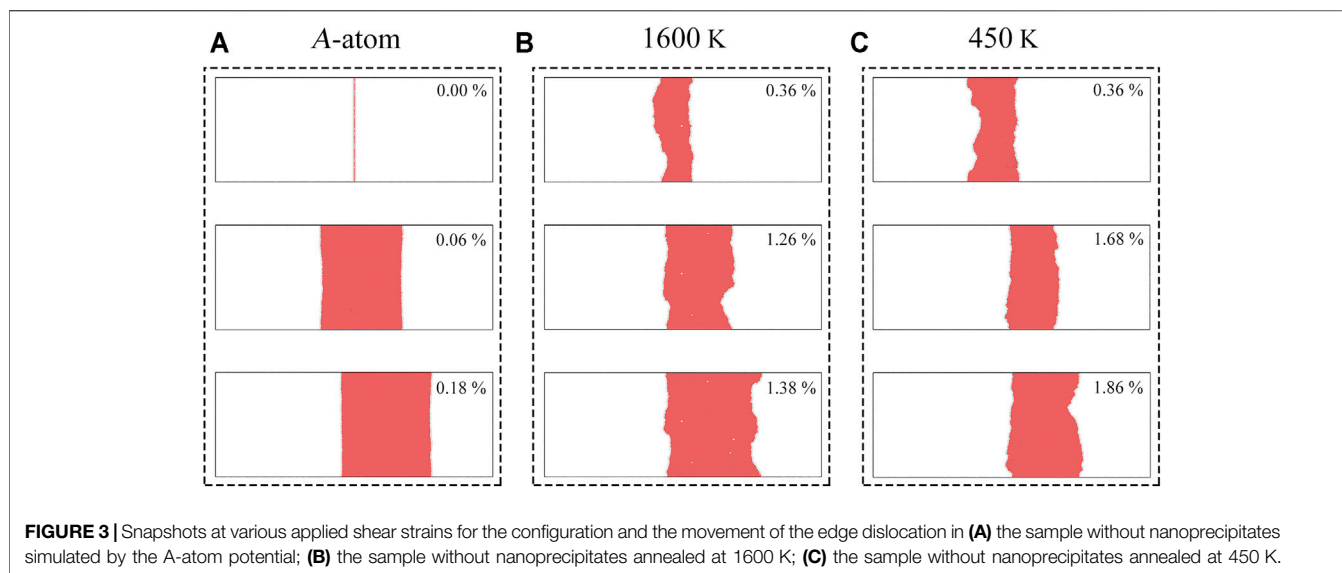 A A-atom B 1600 K C 450 K
0.00 % 0.36 % 0.36 %
0.06 % 1.26 % 1.68 %
0.18 % 1.38 % 1.86 %
FIGURE 3 | Snapshots at various applied shear strains for the configuration and the movement of the edge dislocation in (A) the sample without nanoprecipitates
simulated by the A-atom potential; (B) the sample without nanoprecipitates annealed at 1600 K; (C) the sample without nanoprecipitates annealed at 450 K.